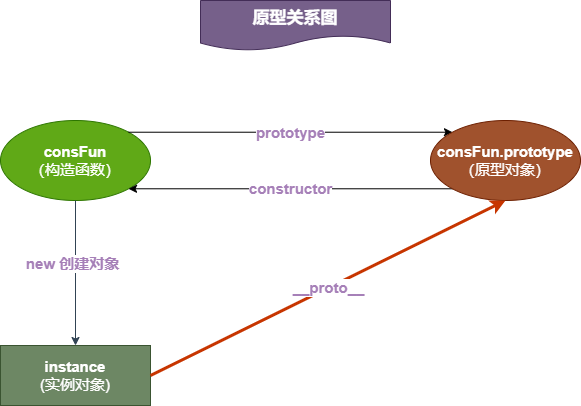 原型关系图
consFun
(构造函数)
prototype
consFun.prototype
(原型对象)
constructor
new 创建对象
__proto__
instance
(实例对象)